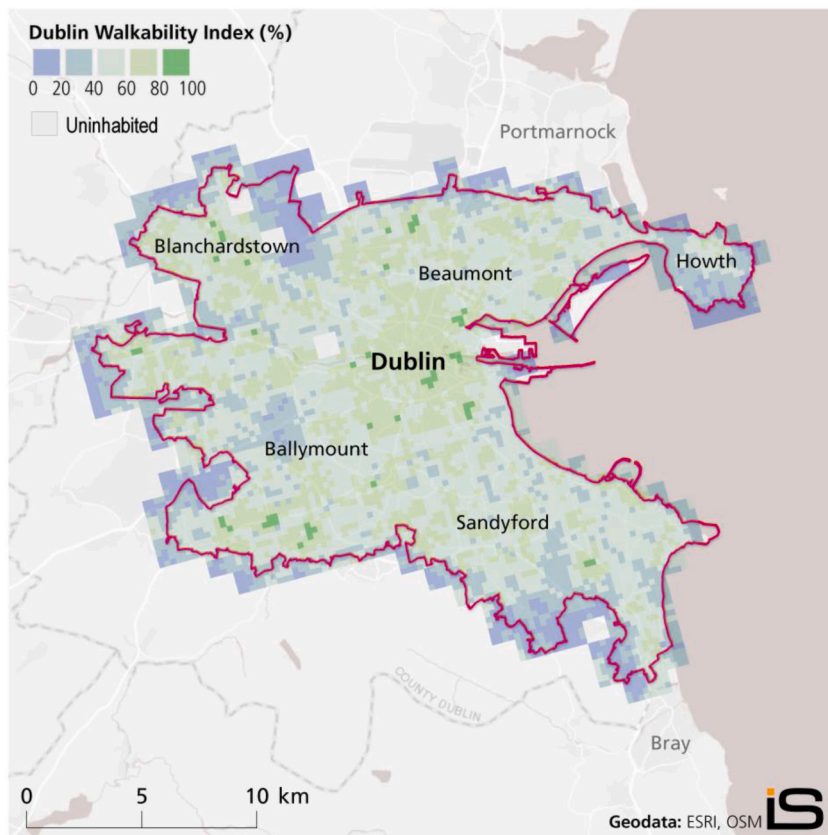 Dublin Walkability Index (%)
0 20 40 60 80 100
Uninhabited
Portmarnock
Blanchardstown
Beaumont
Howth
Dublin
Ballymount
Sandyford
COUNTY DUBLIN
Bray
0 5 10 km
Geodata: ESRI, OSM iS